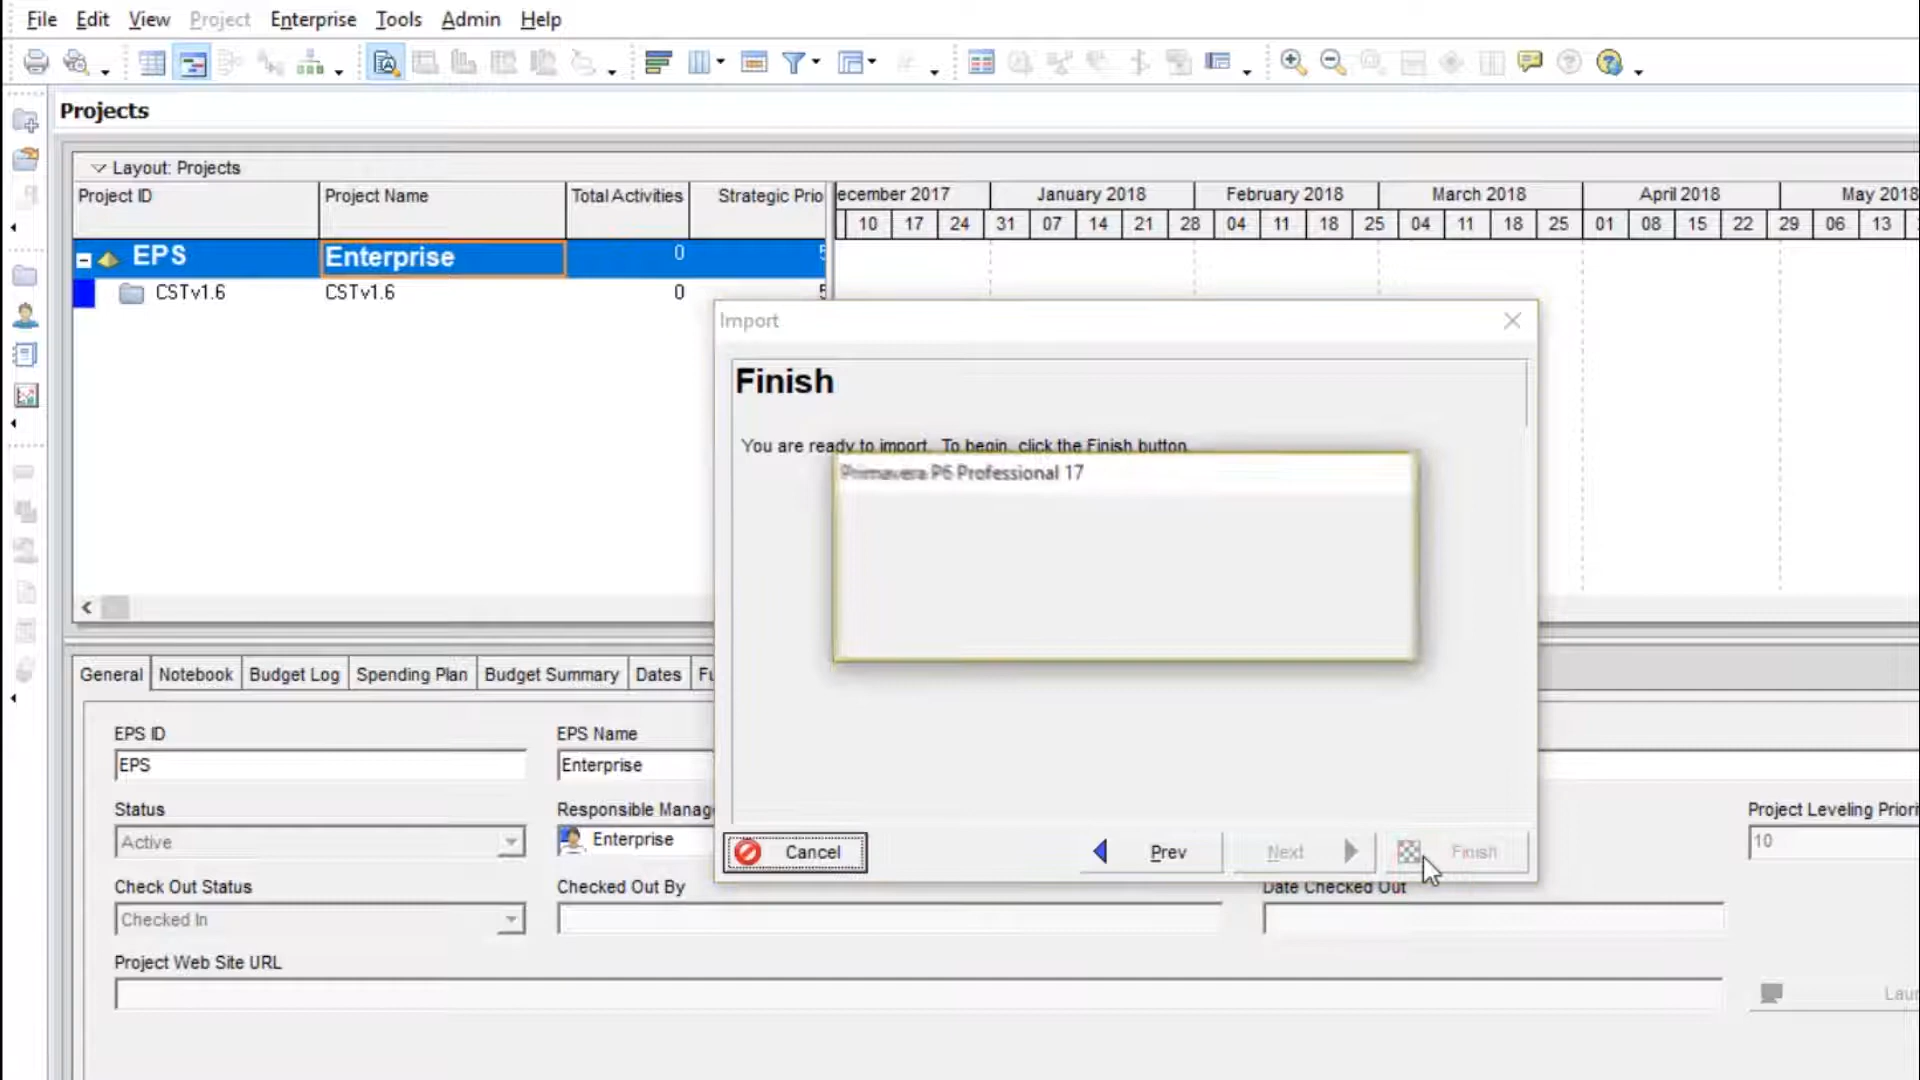 File Edit View Project Enterprise Tools Admin Help
Projects
Layout: Projects
Project ID Project Name Total Activities Strategic Prio
ecember 2017 January 2018 February 2018 March 2018 April 2018 May 2018
10 17 24 31 07 14 21 28 04 11 18 25 04 11 18 25 01 08 15 22 29 06 13
EPS Enterprise 0 5
CSTv1.6 CSTv1.6 0 5
Import
Finish
You are ready to import. To begin, click the Finish button.
Primavera P6 Professional 17
Cancel Prev Next Finish
General Notebook Budget Log Spending Plan Budget Summary Dates Fu
EPS ID EPS Name
EPS Enterprise
Status Responsible Manag Project Leveling Priori
Active Enterprise 10
Check Out Status Checked Out By Date Checked Out
Checked In
Project Web Site URL
Lau